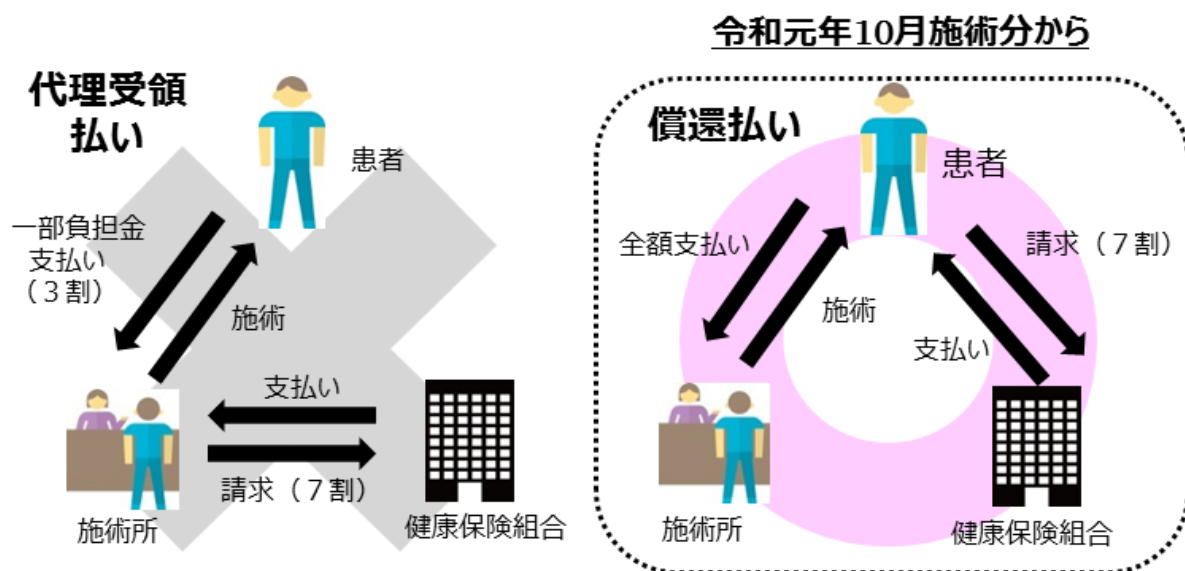 代理受領
払い
患者
一部負担金
支払い
（３割）
施術
支払い
請求（７割）
施術所
健康保険組合
令和元年10月施術分から
償還払い
患者
全額支払い
施術
請求（７割）
支払い
施術所
健康保険組合